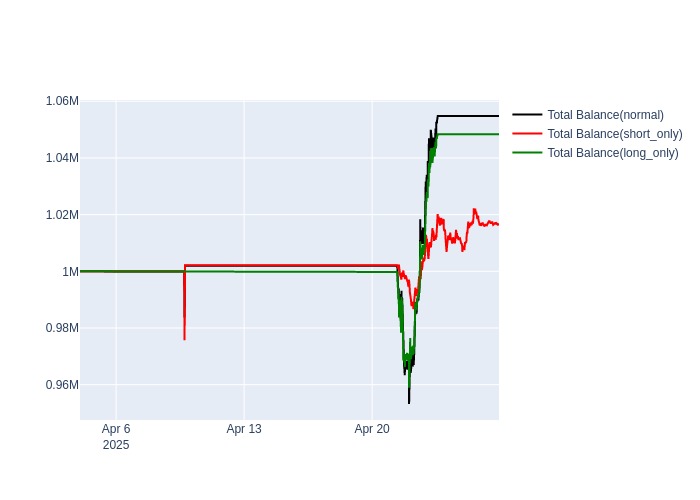 1.06M
1.04M
1.02M
1M
0.98M
0.96M
Apr 6
2025
Apr 13
Apr 20
Total Balance(normal)
Total Balance(short_only)
Total Balance(long_only)